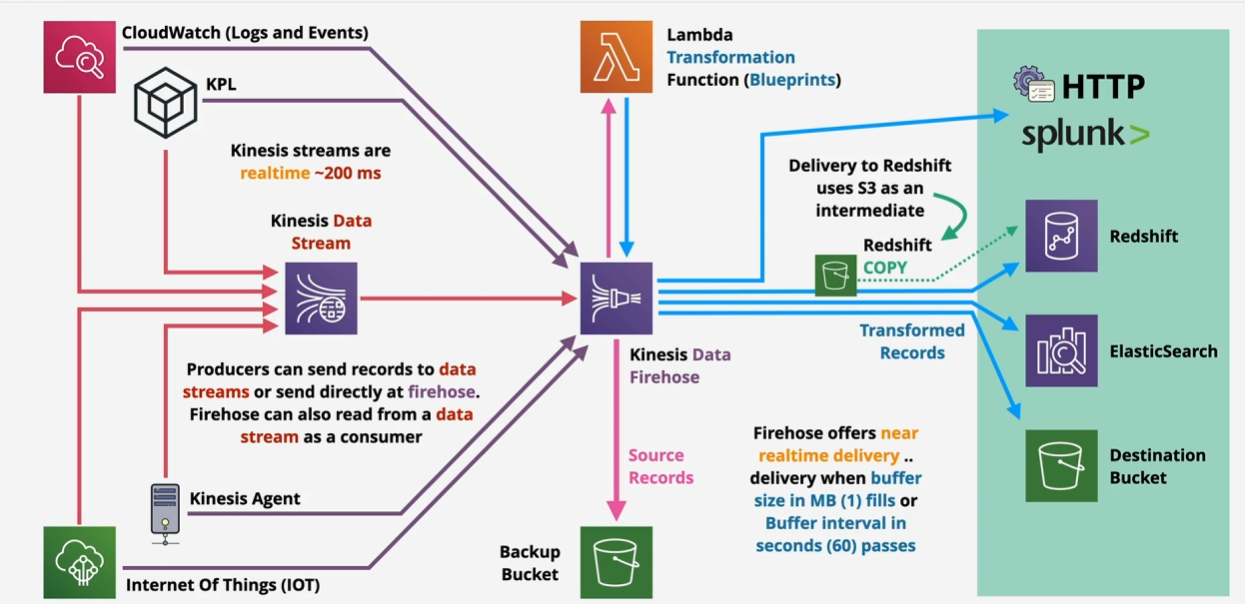 CloudWatch (Logs and Events)
KPL
Kinesis streams are
realtime ~200 ms
Kinesis Data
Stream
Producers can send records to data
streams or send directly at firehose.
Firehose can also read from a data
stream as a consumer
Kinesis Agent
Internet Of Things (IOT)
Lambda
Transformation
Function (Blueprints)
Kinesis Data
Firehose
Source
Records
Backup
Bucket
Delivery to Redshift
uses S3 as an
intermediate
Redshift
COPY
Transformed
Records
Firehose offers near
realtime delivery ..
delivery when buffer
size in MB (1) fills or
Buffer interval in
seconds (60) passes
HTTP
splunk>
Redshift
ElasticSearch
Destination
Bucket